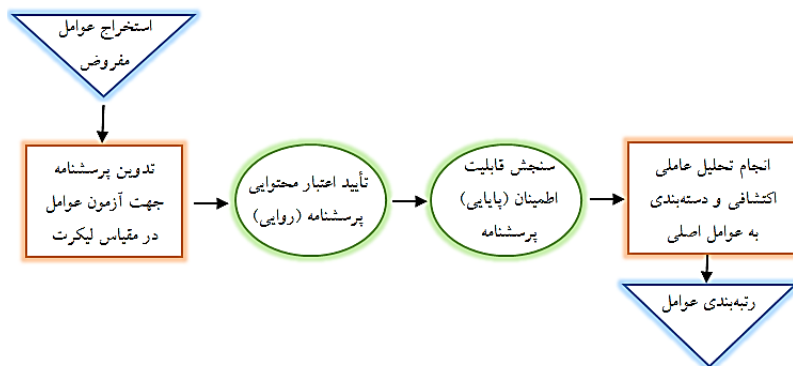 استخراج عوامل
مفروض
تدوین پرسشنامه
جهت آزمون عوامل
در مقیاس لیکرت
تأیید اعتبار محتوایی
پرسشنامه (روایی)
سنجش قابلیت
اطمینان (پایایی)
پرسشنامه
انجام تحلیل عاملی
اکتشافی و دسته‌بندی
به عوامل اصلی
رتبه‌بندی عوامل